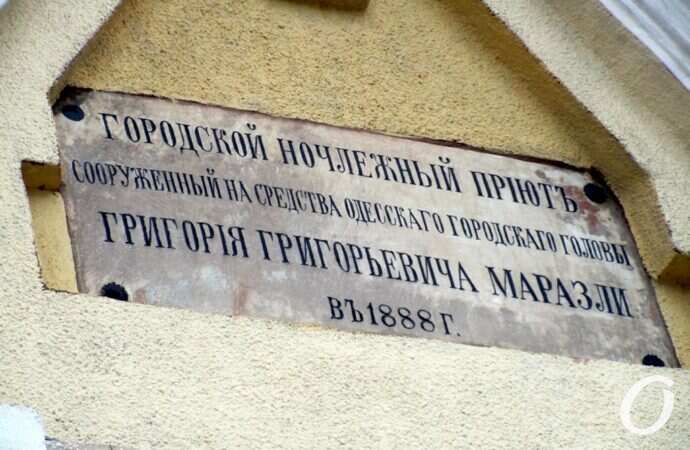 ГОРОДСКОЙ НОЧЛЕЖНЫЙ ПРІЮТЪ
СООРУЖЕННЫЙ НА СРЕДСТВА ОДЕССКАГО ГОРОДСКАГО ГОЛОВЫ
ГРИГОРІЯ ГРИГОРЬЕВИЧА МАРАЗЛИ
ВЪ 1888 Г.
O